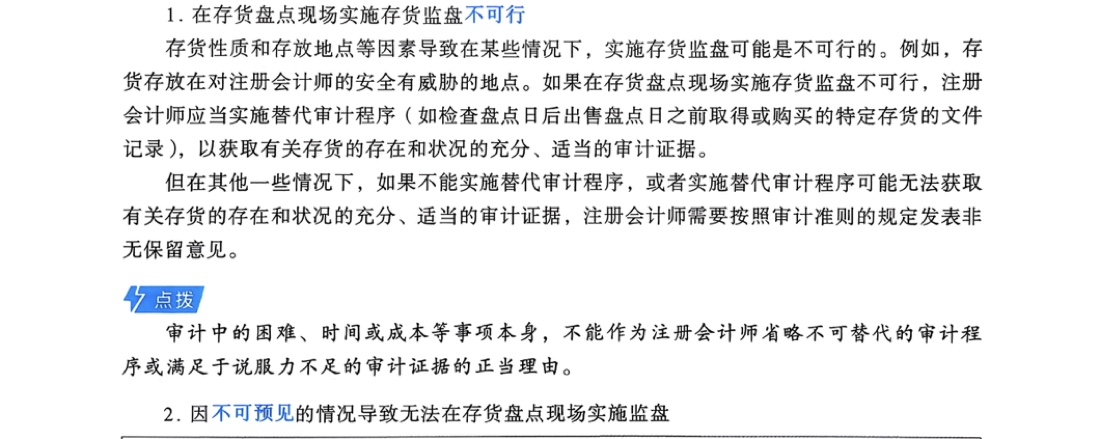 1. 在存货盘点现场实施存货监盘不可行
存货性质和存放地点等因素导致在某些情况下，实施存货监盘可能是不可行的。例如，存
货存放在对注册会计师的安全有威胁的地点。如果在存货盘点现场实施存货监盘不可行，注册
会计师应当实施替代审计程序（如检查盘点日后出售盘点日之前取得或购买的特定存货的文件
记录），以获取有关存货的存在和状况的充分、适当的审计证据。
但在其他一些情况下，如果不能实施替代审计程序，或者实施替代审计程序可能无法获取
有关存货的存在和状况的充分、适当的审计证据，注册会计师需要按照审计准则的规定发表非
无保留意见。
点拨
审计中的困难、时间或成本等事项本身，不能作为注册会计师省略不可替代的审计程
序或满足于说服力不足的审计证据的正当理由。
2. 因不可预见的情况导致无法在存货盘点现场实施监盘